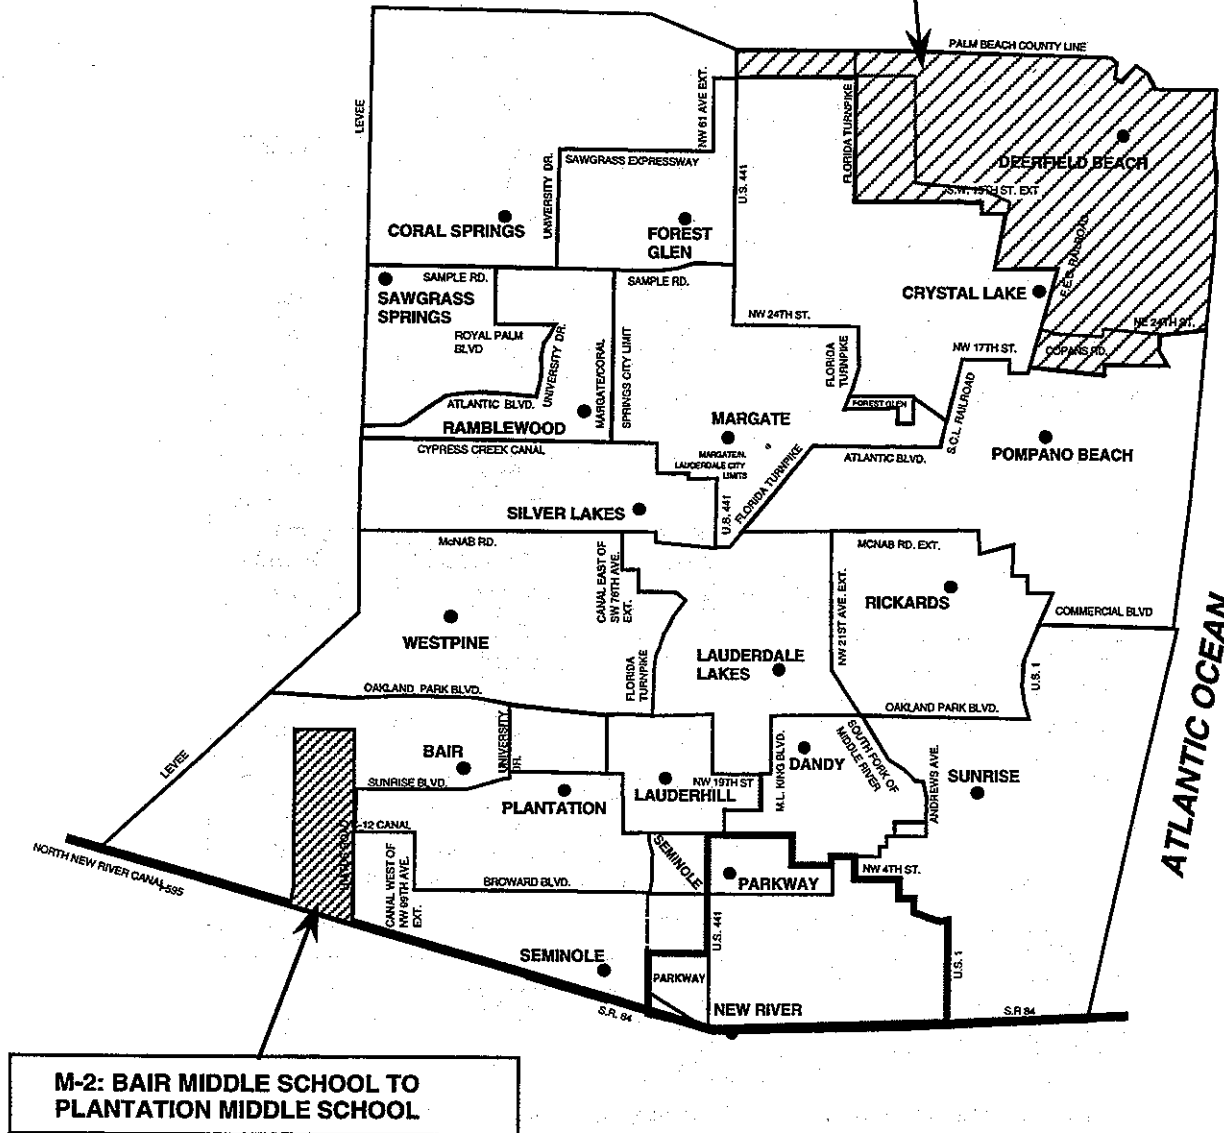 PALM BEACH COUNTY LINE
LEVEE
NW 61 AVE EXT.
FLORIDA TURNPIKE
DEERFIELD BEACH
SAWGRASS EXPRESSWAY
UNIVERSITY DR.
U.S. 441
S.W. 15TH ST. EXT
CORAL SPRINGS
FOREST
GLEN
F.E.C. RAILROAD
SAMPLE RD.
SAMPLE RD.
SAWGRASS
SPRINGS
CRYSTAL LAKE
NW 24TH ST.
NE 24TH ST.
ROYAL PALM
BLVD
UNIVERSITY DR.
MARGATE/CORAL
SPRINGS CITY LIMIT
FLORIDA
TURNPIKE
NW 17TH ST.
COPANS RD.
ATLANTIC BLVD.
FOREST GLEN
S.C.L. RAILROAD
RAMBLEWOOD
MARGATE
CYPRESS CREEK CANAL
MARGATE/N.
LAUDERDALE CITY
LIMITS
FLORIDA TURNPIKE
ATLANTIC BLVD.
POMPANO BEACH
SILVER LAKES
U.S. 441
McNAB RD.
MCNAB RD. EXT.
CANAL EAST OF
SW 76TH AVE.
EXT.
NW 21ST AVE. EXT.
RICKARDS
COMMERCIAL BLVD
WESTPINE
LAUDERDALE
LAKES
FLORIDA
TURNPIKE
U.S. 1
ATLANTIC OCEAN
OAKLAND PARK BLVD.
OAKLAND PARK BLVD.
LEVEE
BAIR
UNIVERSITY
DR.
SOUTH FORK OF
MIDDLE RIVER
M.L. KING BLVD.
DANDY
ANDREWS AVE.
SUNRISE
SUNRISE BLVD.
NW 19TH ST
PLANTATION
LAUDERHILL
-12 CANAL
NORTH NEW RIVER CANAL
I-595
CANAL WEST OF
NW 99TH AVE.
EXT.
BROWARD BLVD.
SEMINOLE
PARKWAY
NW 4TH ST.
U.S. 441
SEMINOLE
PARKWAY
U.S. 1
S.R. 84
NEW RIVER
S.R 84
M-2: BAIR MIDDLE SCHOOL TO
PLANTATION MIDDLE SCHOOL